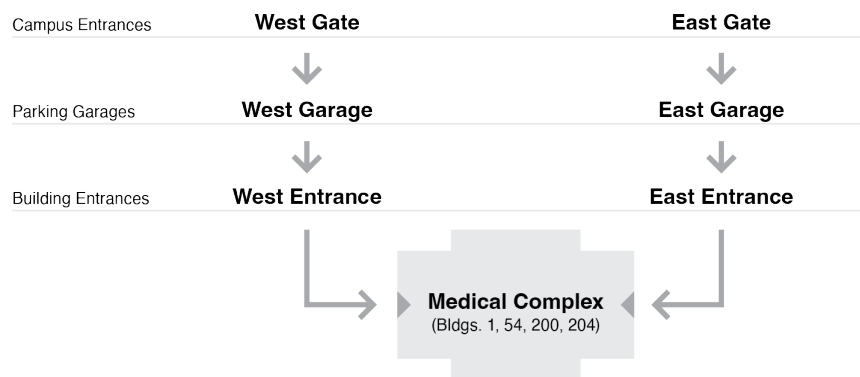 Campus Entrances West Gate East Gate
Parking Garages West Garage East Garage
Building Entrances West Entrance East Entrance
Medical Complex
(Bldgs. 1, 54, 200, 204)